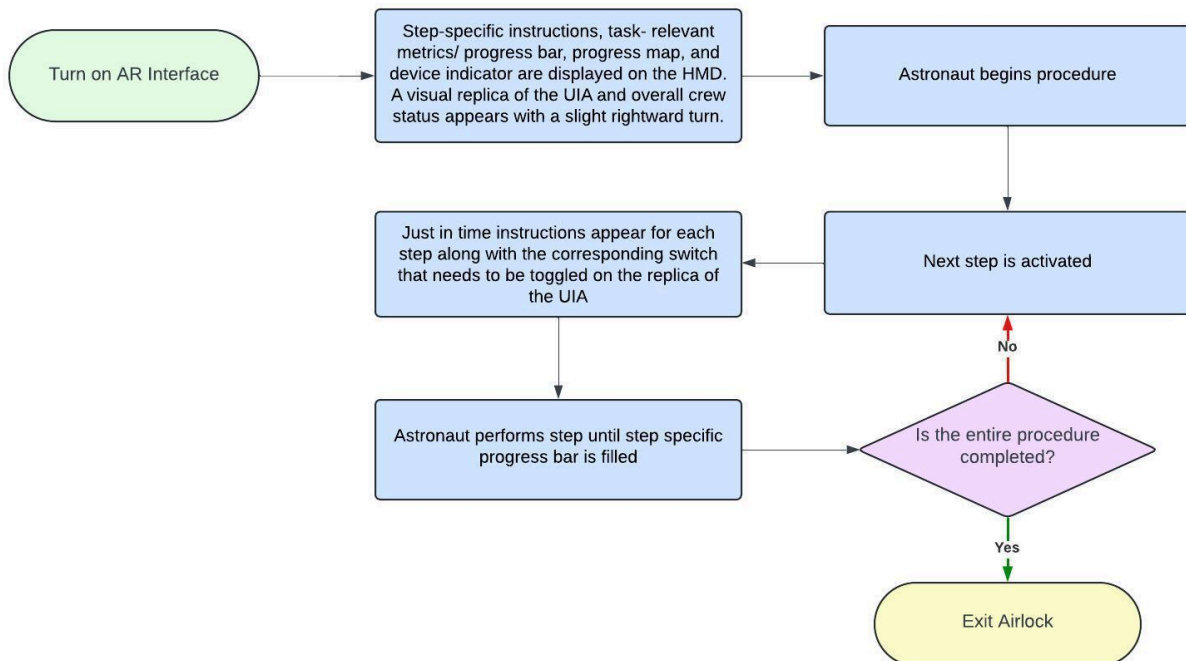 Turn on AR Interface
Step-specific instructions, task- relevant
metrics/ progress bar, progress map, and
device indicator are displayed on the HMD.
A visual replica of the UIA and overall crew
status appears with a slight rightward turn.
Astronaut begins procedure
Next step is activated
Just in time instructions appear for each
step along with the corresponding switch
that needs to be toggled on the replica of
the UIA
Astronaut performs step until step specific
progress bar is filled
Is the entire procedure
completed?
No
Yes
Exit Airlock